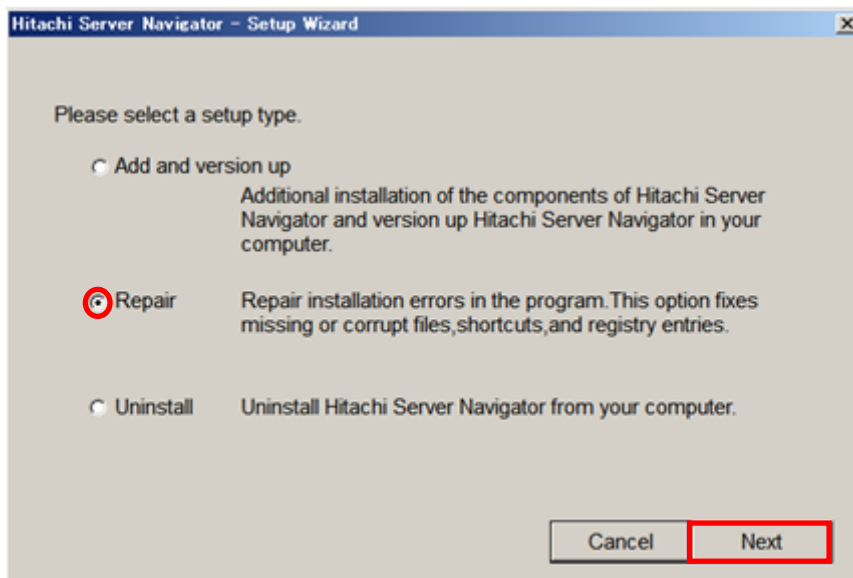 Hitachi Server Navigator - Setup Wizard
Please select a setup type.
Add and version up
Additional installation of the components of Hitachi Server
Navigator and version up Hitachi Server Navigator in your
computer.
Repair
Repair installation errors in the program.This option fixes
missing or corrupt files,shortcuts,and registry entries.
Uninstall
Uninstall Hitachi Server Navigator from your computer.
Cancel
Next